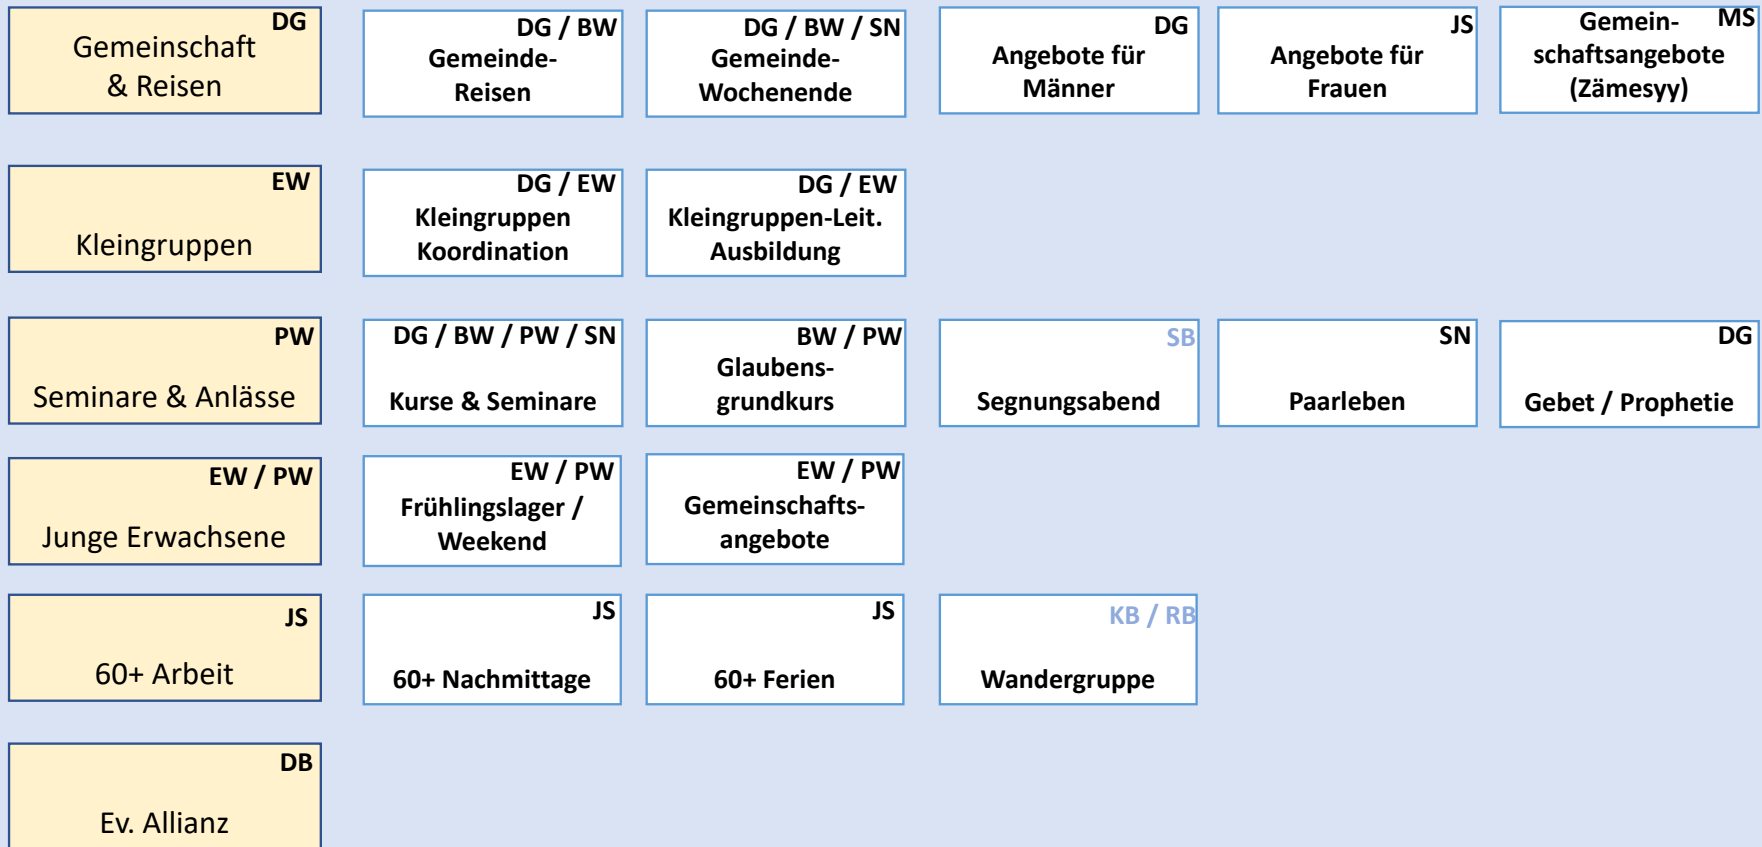 DG
Gemeinschaft
& Reisen
DG / BW
Gemeinde-
Reisen
DG / BW / SN
Gemeinde-
Wochenende
DG
Angebote für
Männer
JS
Angebote für
Frauen
MS
Gemein-
schaftsangebote
(Zämesyy)
EW
Kleingruppen
DG / EW
Kleingruppen
Koordination
DG / EW
Kleingruppen-Leit.
Ausbildung
PW
Seminare & Anlässe
DG / BW / PW / SN
Kurse & Seminare
BW / PW
Glaubens-
grundkurs
SB
Segnungsabend
SN
Paarleben
DG
Gebet / Prophetie
EW / PW
Junge Erwachsene
EW / PW
Frühlingslager /
Weekend
EW / PW
Gemeinschafts-
angebote
JS
60+ Arbeit
JS
60+ Nachmittage
JS
60+ Ferien
KB / RB
Wandergruppe
DB
Ev. Allianz